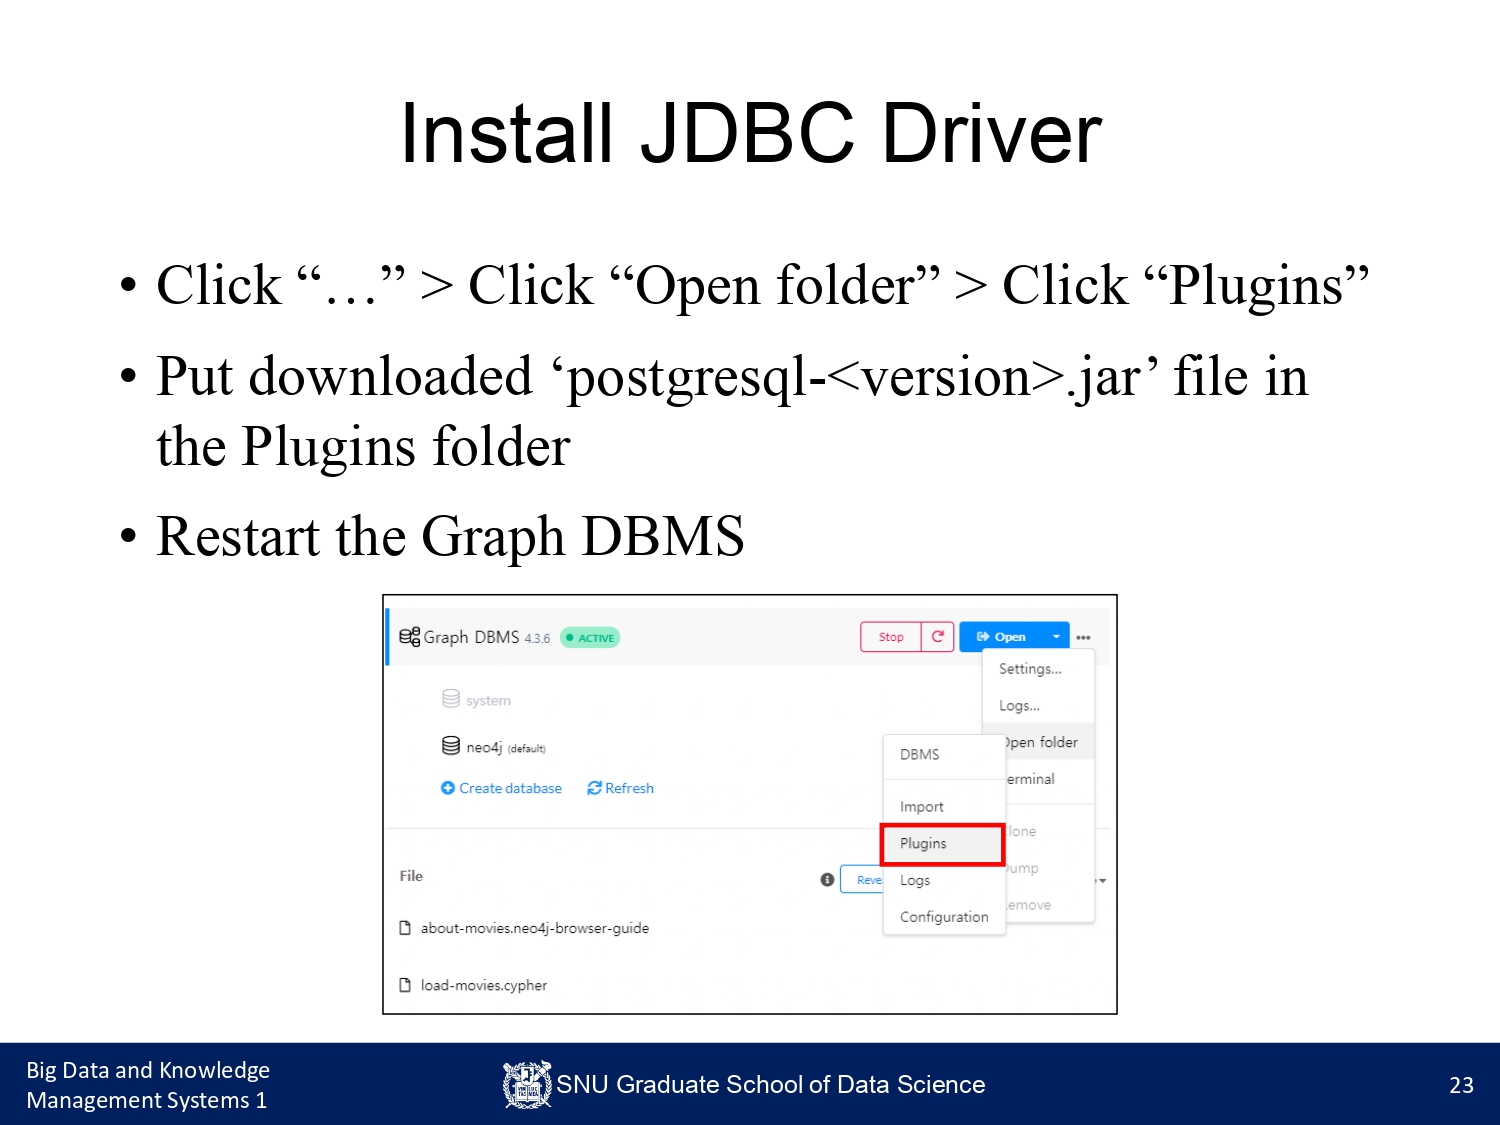 Install JDBC Driver
• Click “…” > Click “Open folder” > Click “Plugins”
• Put downloaded ‘postgresql-<version>.jar’ file in
the Plugins folder
• Restart the Graph DBMS
Graph DBMS 4.3.6 ACTIVE Stop Open
Settings...
system
Logs...
Open folder
neo4j (default)
DBMS
erminal
Create database Refresh
Import
lone
Plugins
ump
File
Reve
Logs
emove
Configuration
about-movies.neo4j-browser-guide
load-movies.cypher
Big Data and Knowledge
Management Systems 1
SNU Graduate School of Data Science
23